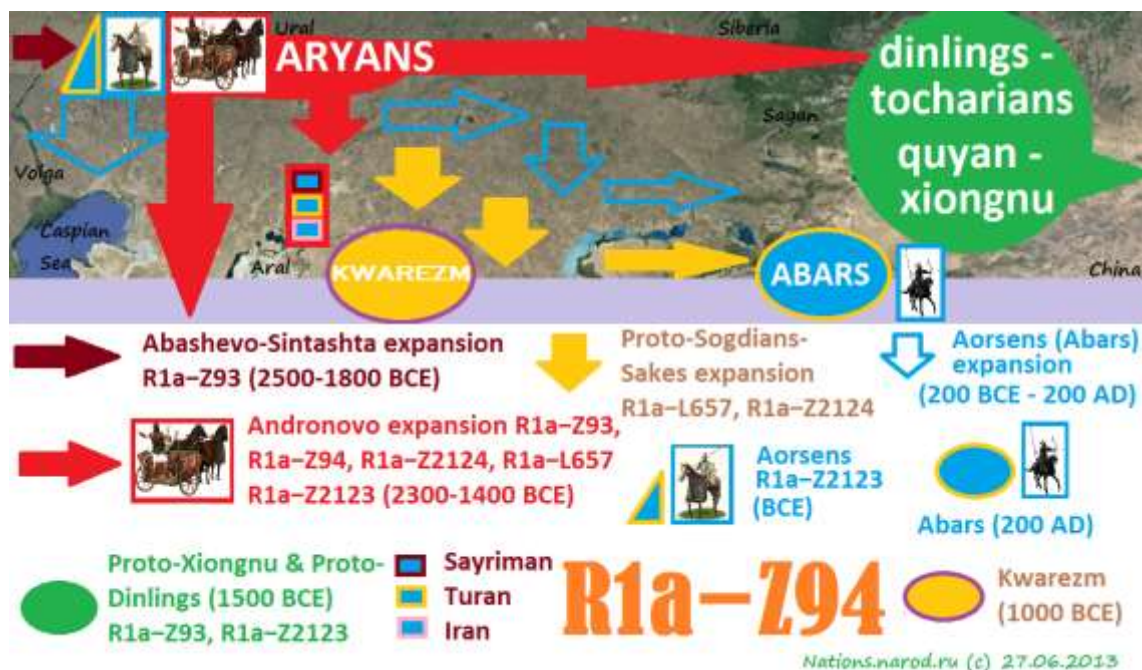 Ural
Siberia
ARYANS
dinlings -
tocharians
quyan -
xiongnu
Sayan
Volga
Caspian
Sea
Aral
KWAREZM
ABARS
China
Abashevo-Sintashta expansion
R1a–Z93 (2500-1800 BCE)
Proto-Sogdians-
Sakes expansion
R1a–L657, R1a–Z2124
Aorsens (Abars)
expansion
(200 BCE - 200 AD)
Andronovo expansion R1a–Z93,
R1a–Z94, R1a–Z2124, R1a–L657
R1a–Z2123 (2300-1400 BCE)
Aorsens
R1a–Z2123
(BCE)
Abars (200 AD)
Proto-Xiongnu & Proto-
Dinlings (1500 BCE)
R1a–Z93, R1a–Z2123
Sayriman
Turan
Iran
R1a–Z94
Kwarezm
(1000 BCE)
Nations.narod.ru (c) 27.06.2013